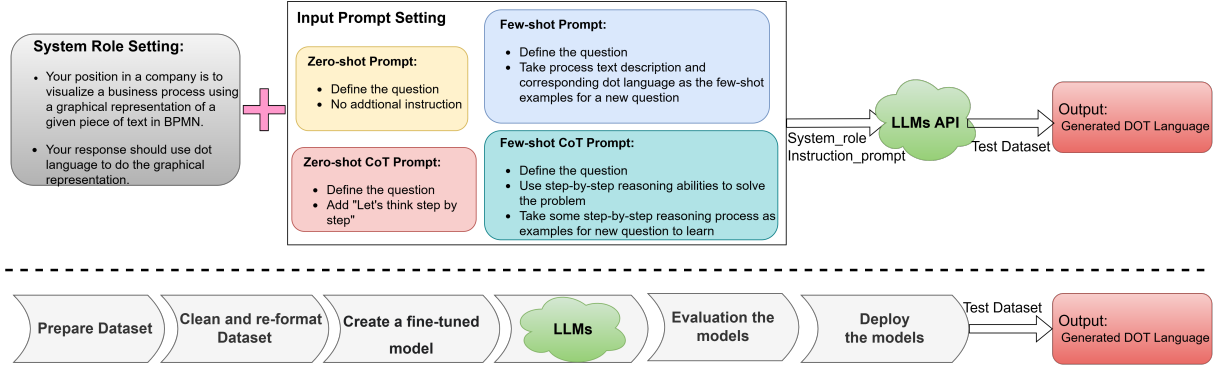 System Role Setting:
• Your position in a company is to
visualize a business process using
a graphical representation of a
given piece of text in BPMN.
• Your response should use dot
language to do the graphical
representation.
Input Prompt Setting
Zero-shot Prompt:
• Define the question
• No addtional instruction
Few-shot Prompt:
• Define the question
• Take process text description and
corresponding dot language as the few-shot
examples for a new question
Zero-shot CoT Prompt:
• Define the question
• Add "Let's think step by
step"
Few-shot CoT Prompt:
• Define the question
• Use step-by-step reasoning abilities to solve
the problem
• Take some step-by-step reasoning process as
examples for new question to learn
System_role
Instruction_prompt
LLMs API
Test Dataset
Output:
Generated DOT Language
Prepare Dataset
Clean and re-format
Dataset
Create a fine-tuned
model
LLMs
Evaluation the
models
Deploy
the models
Test Dataset
Output:
Generated DOT Language